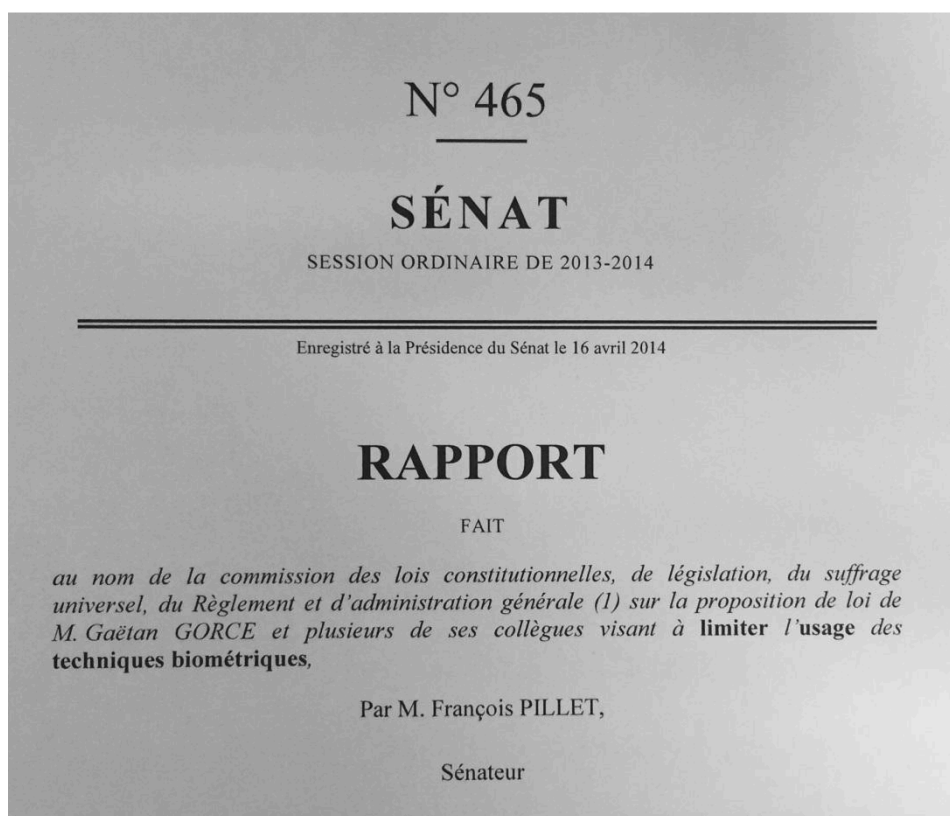 N° 465
SÉNAT
SESSION ORDINAIRE DE 2013-2014
Enregistré à la Présidence du Sénat le 16 avril 2014
RAPPORT
FAIT
au nom de la commission des lois constitutionnelles, de législation, du suffrage
universel, du Règlement et d’administration générale (1) sur la proposition de loi de
M. Gaëtan GORCE et plusieurs de ses collègues visant à limiter l’usage des
techniques biométriques,
Par M. François PILLET,
Sénateur